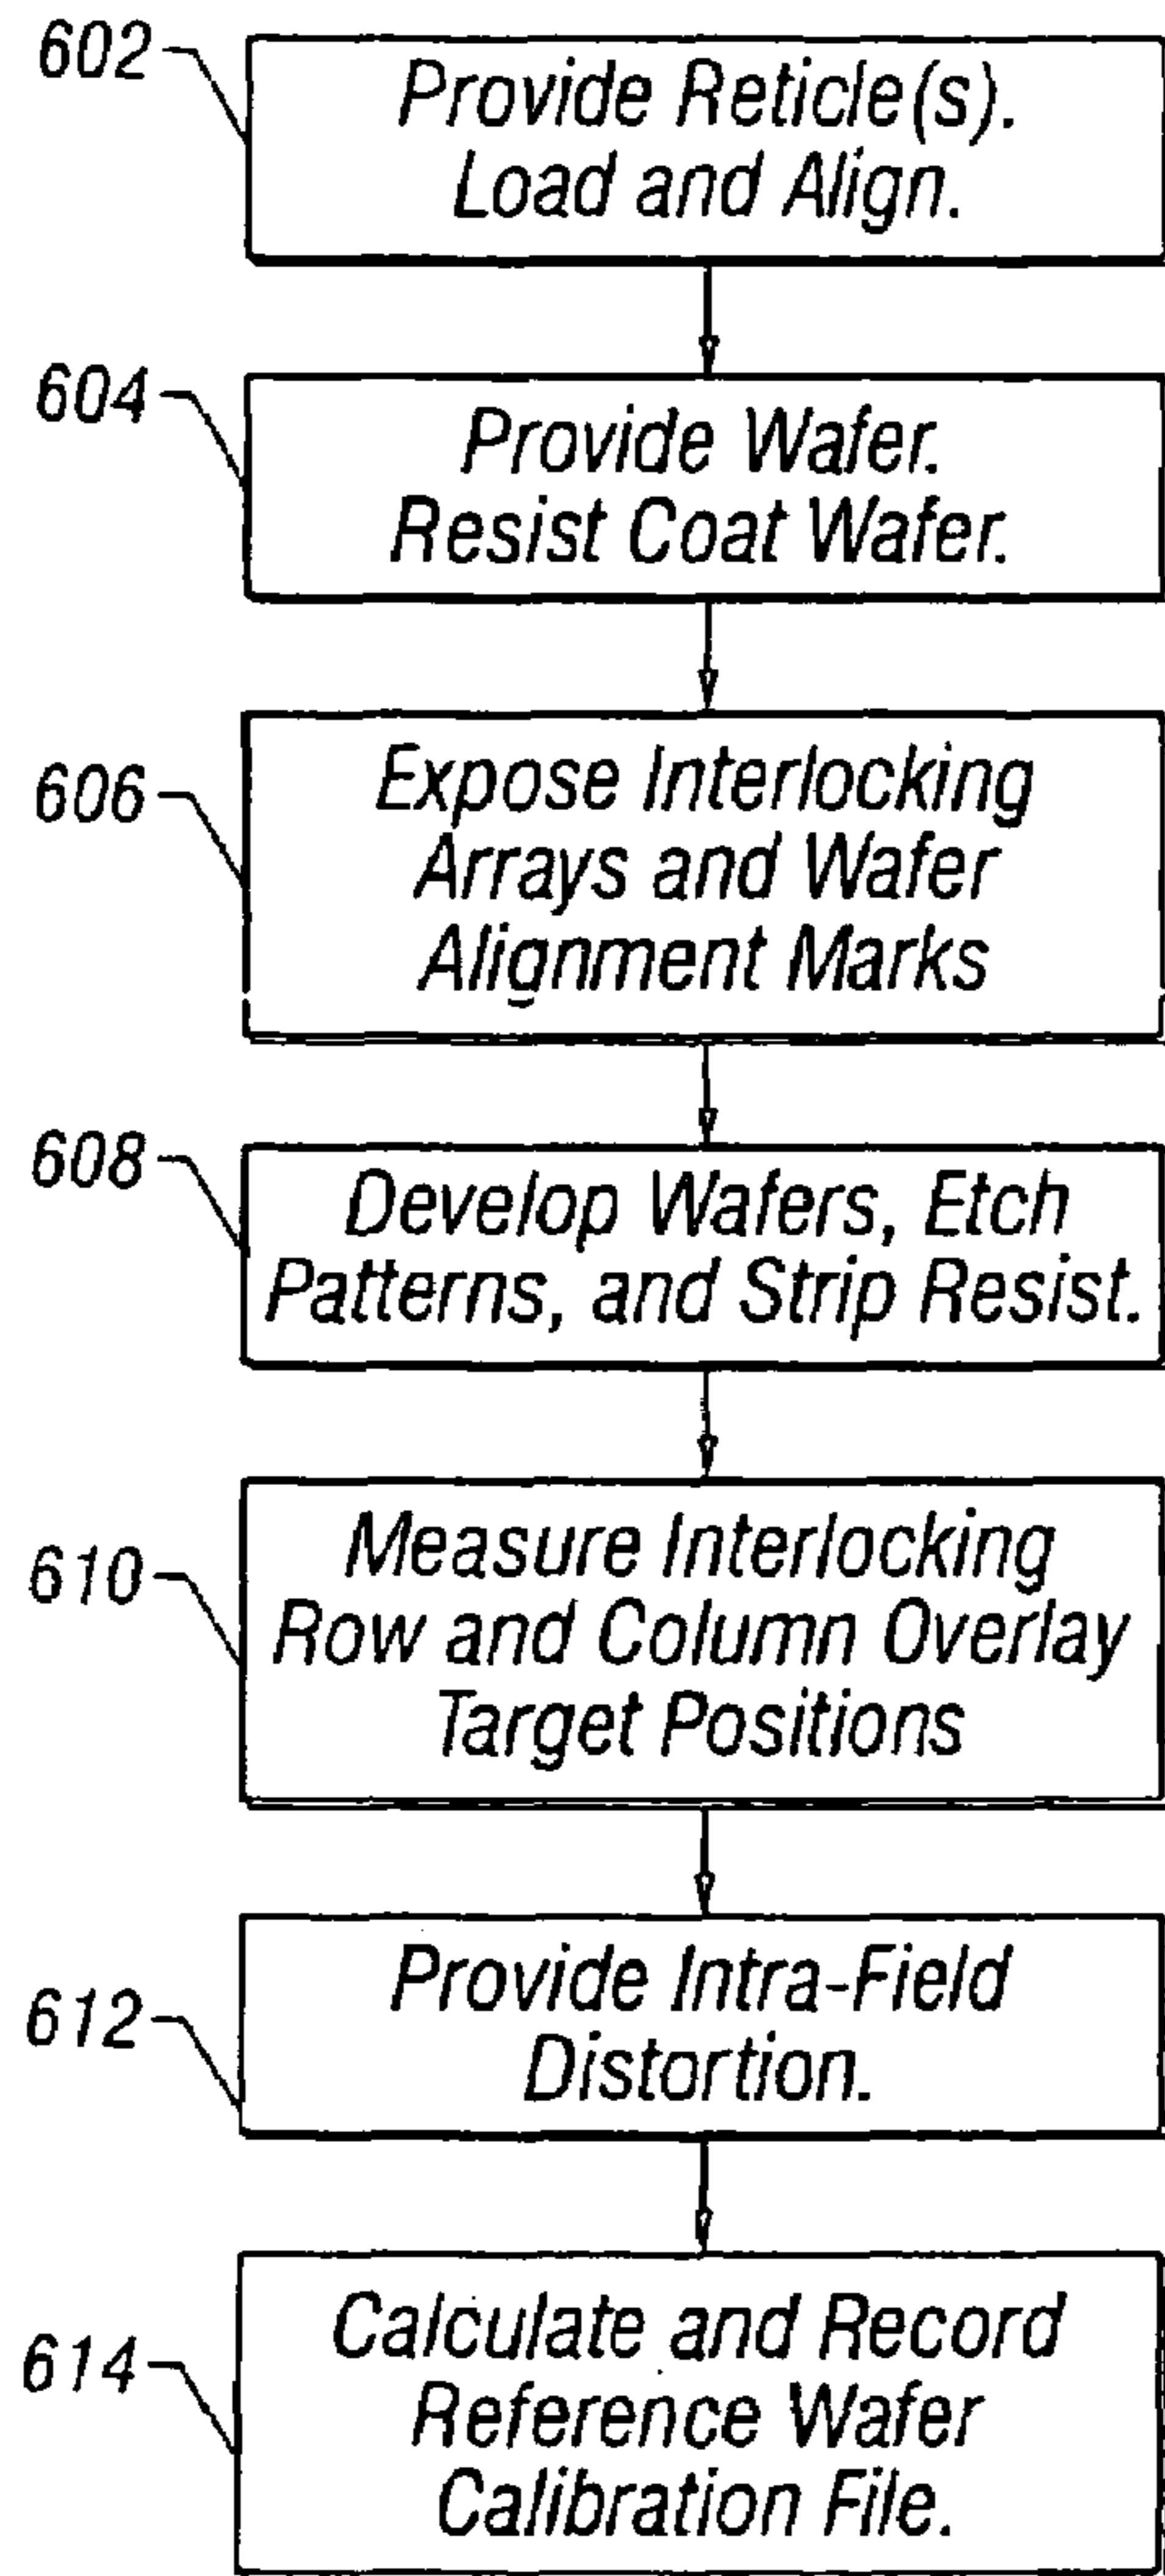 602
Provide Reticle(s).
Load and Align.
604
Provide Wafer.
Resist Coat Wafer.
606
Expose Interlocking
Arrays and Wafer
Alignment Marks
608
Develop Wafers, Etch
Patterns, and Strip Resist.
610
Measure Interlocking
Row and Column Overlay
Target Positions
612
Provide Intra-Field
Distortion.
614
Calculate and Record
Reference Wafer
Calibration File.